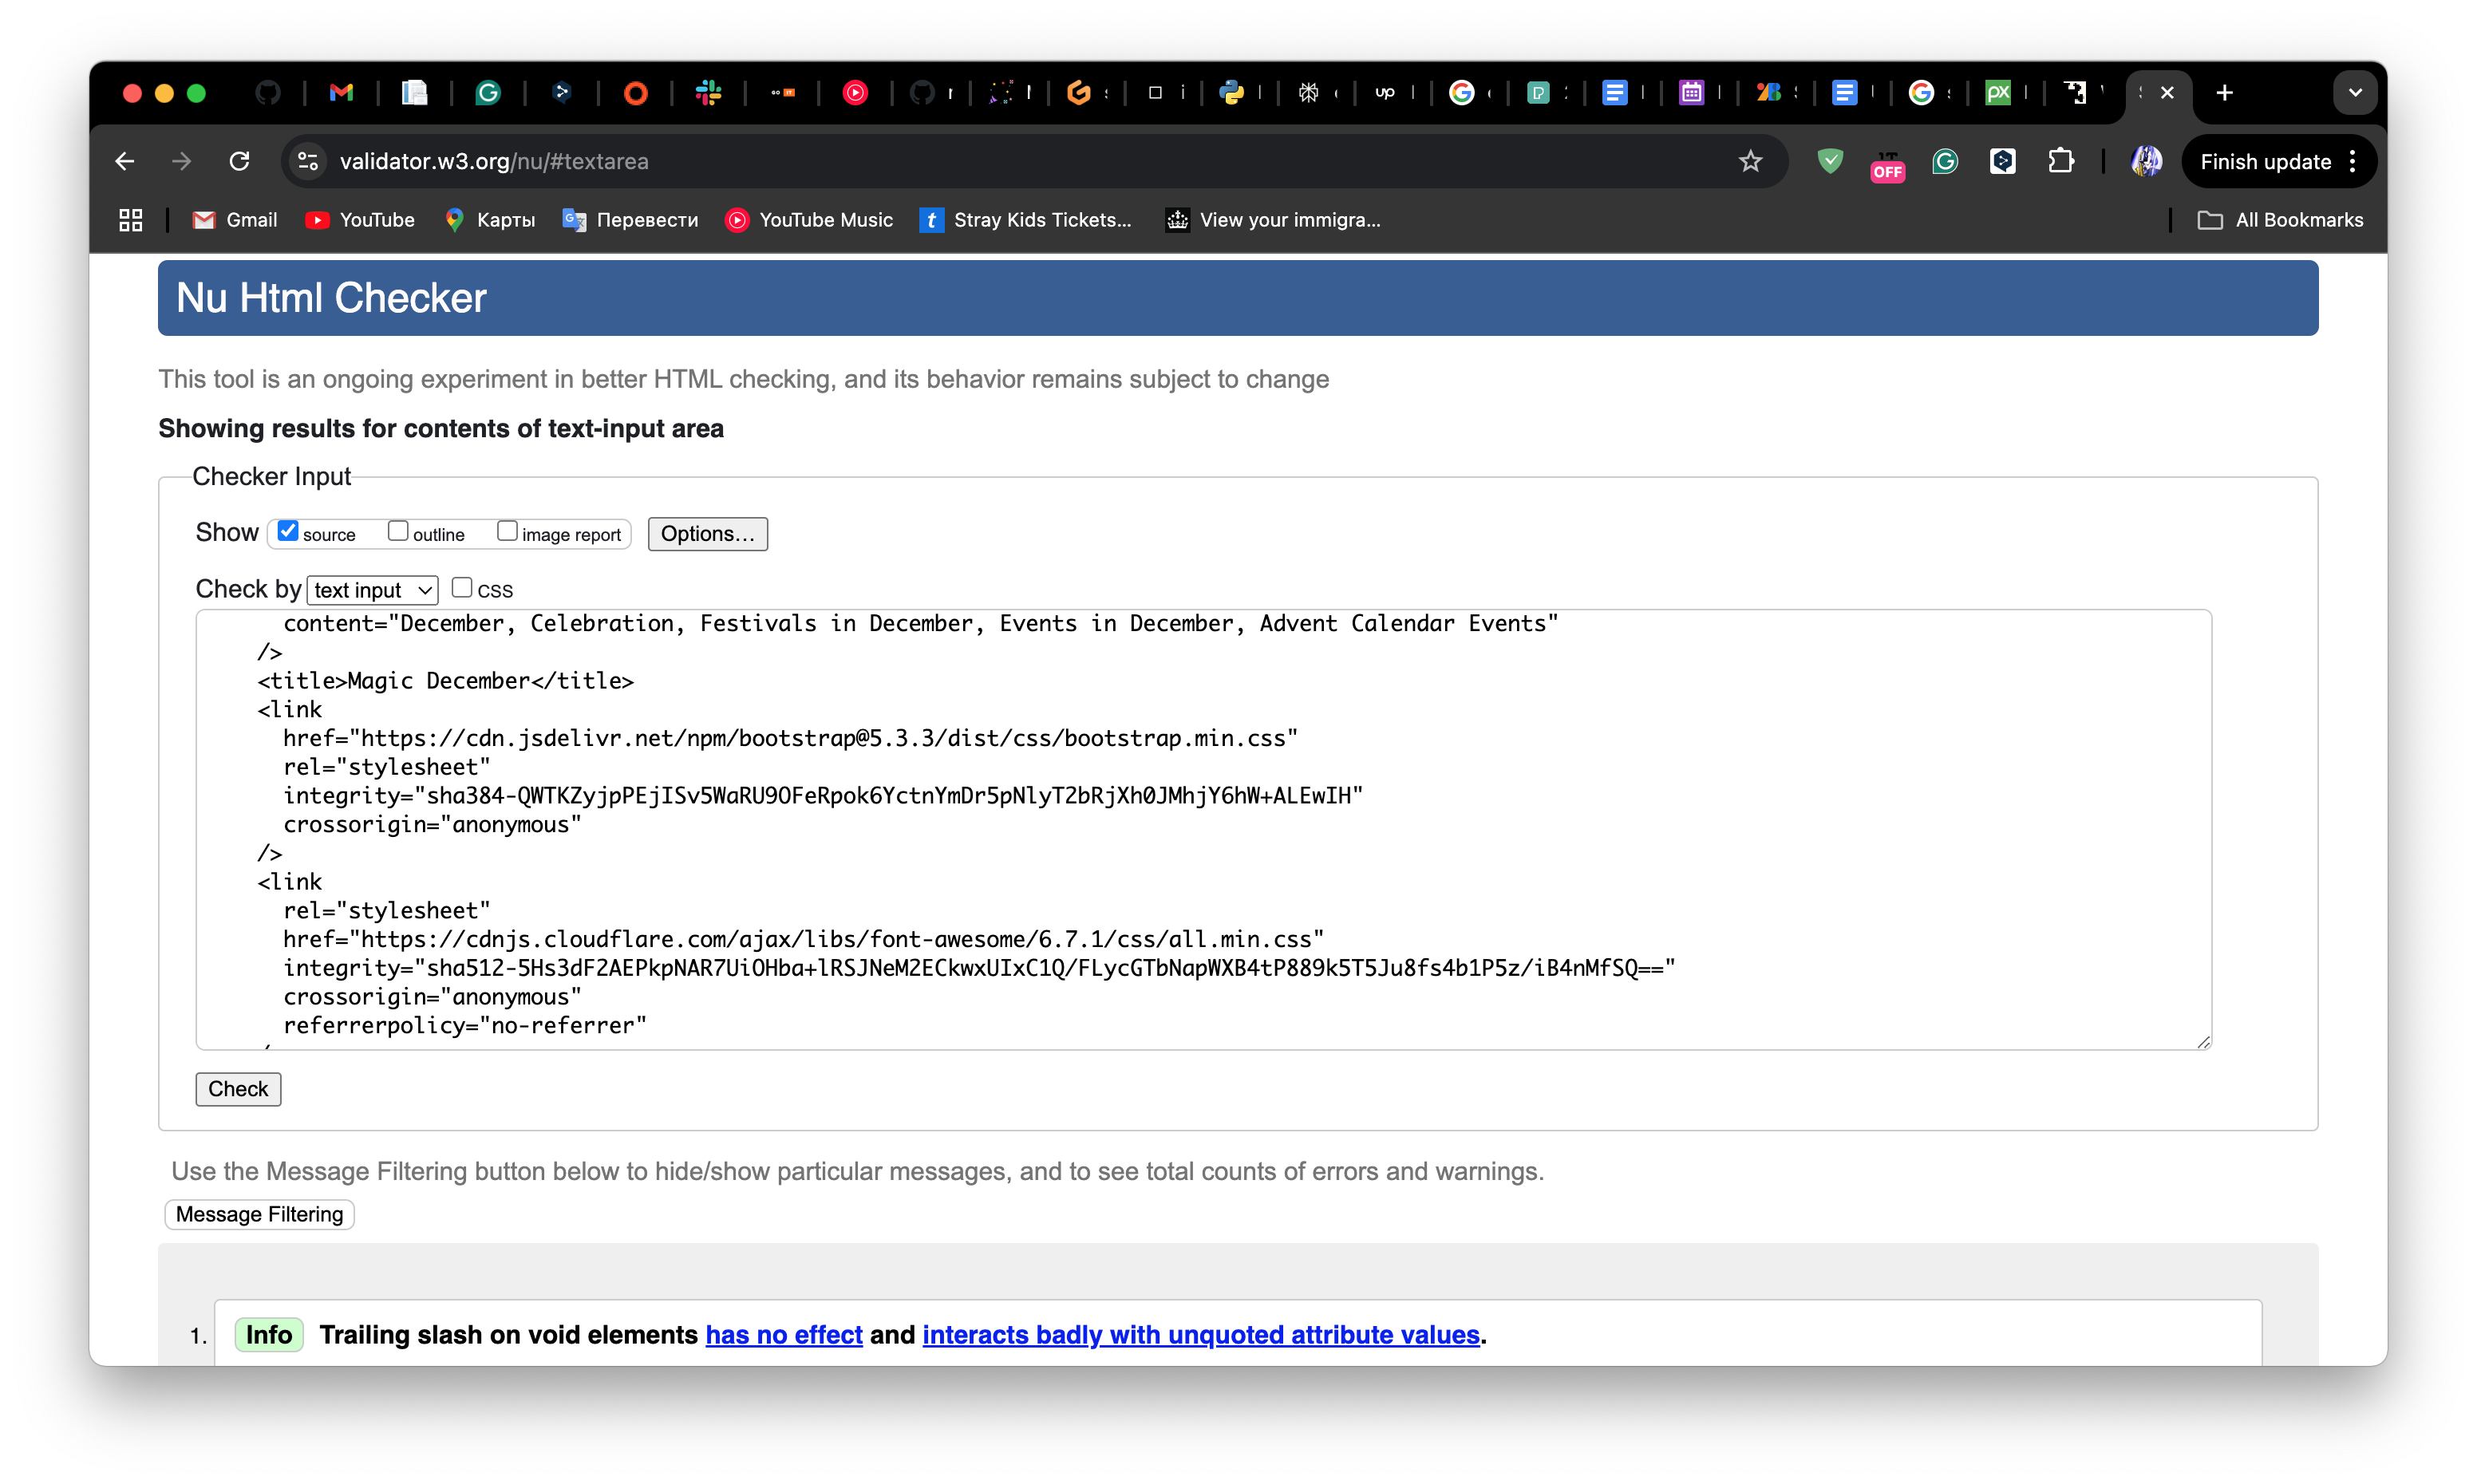 validator.w3.org/nu/#textarea
OFF
Finish update
Gmail
YouTube
Карты
Перевести
YouTube Music
Stray Kids Tickets...
View your immigra...
All Bookmarks
Nu Html Checker
This tool is an ongoing experiment in better HTML checking, and its behavior remains subject to change
Showing results for contents of text-input area
Checker Input
Show source outline image report Options...
Check by text input CSS
content="December, Celebration, Festivals in December, Events in December, Advent Calendar Events"
/>
<title>Magic December</title>
<link
href="https://cdn.jsdelivr.net/npm/bootstrap@5.3.3/dist/css/bootstrap.min.css"
rel="stylesheet"
integrity="sha384-QWTKZyjpPEjISv5WaRU9OFeRpok6YctnYmDr5pNlyT2bRjXh0JMhjY6hW+ALEwIH"
crossorigin="anonymous"
/>
<link
rel="stylesheet"
href="https://cdnjs.cloudflare.com/ajax/libs/font-awesome/6.7.1/css/all.min.css"
integrity="sha512-5Hs3dF2AEPkpNAR7UiOHba+lRSJNeM2ECkwxUIxC1Q/FLycGTbNapWXB4tP889k5T5Ju8fs4b1P5z/iB4nMfSQ=="
crossorigin="anonymous"
referrerpolicy="no-referrer"
Check
Use the Message Filtering button below to hide/show particular messages, and to see total counts of errors and warnings.
Message Filtering
1. Info Trailing slash on void elements has no effect and interacts badly with unquoted attribute values.